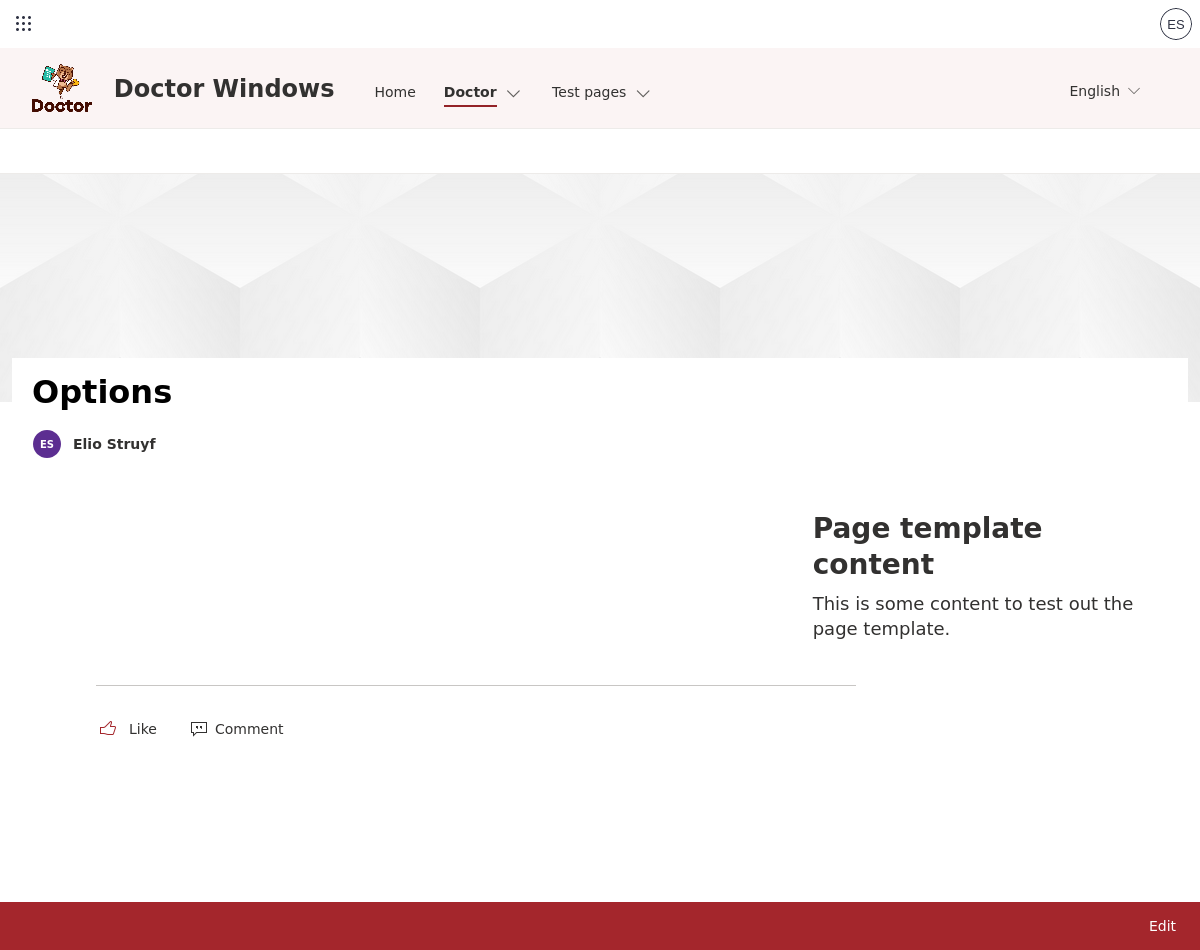 ES
Doctor
Doctor Windows
Home
Doctor
Test pages
English
Options
ES
Elio Struyf
Page template
content
This is some content to test out the
page template.
Like
Comment
Edit